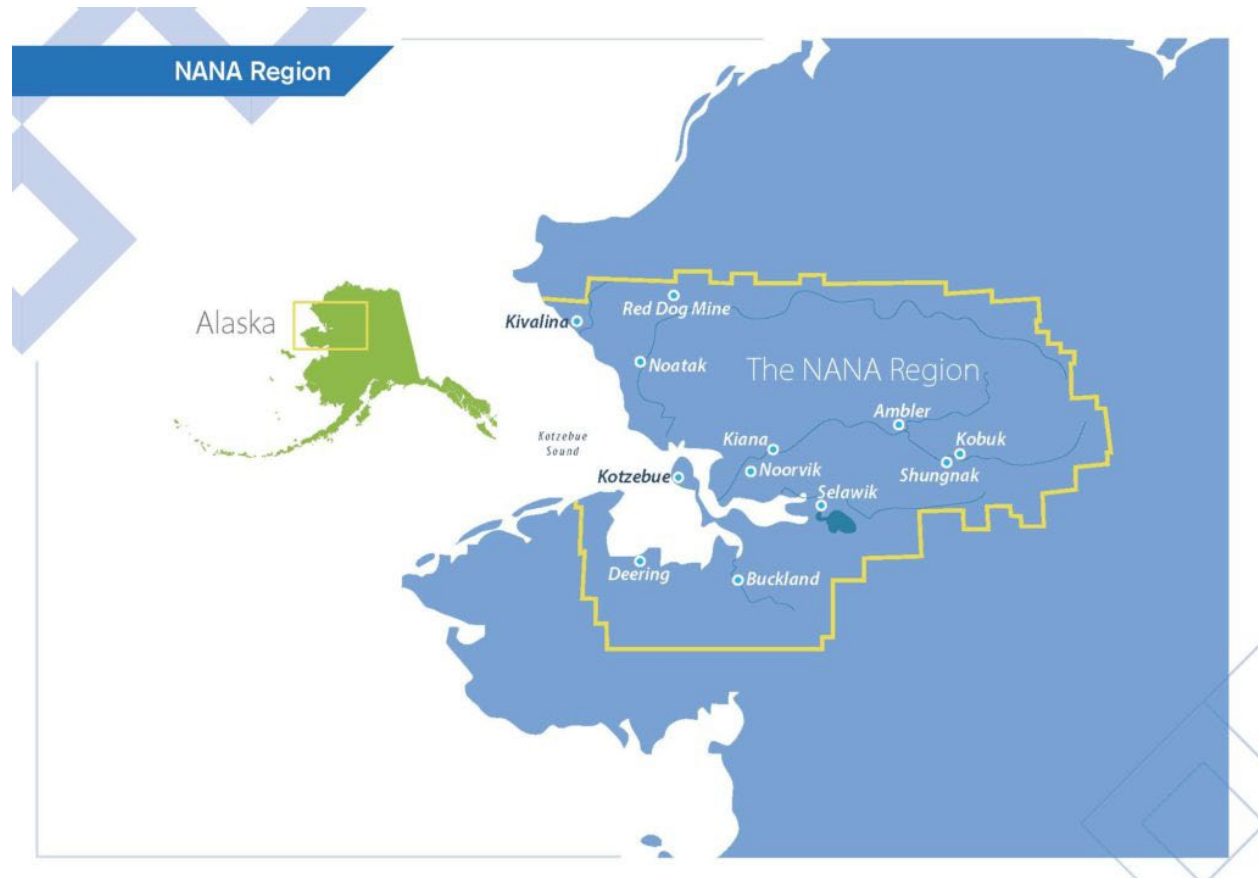 NANA Region
Alaska
Kivalina
Red Dog Mine
Noatak
The NANA Region
Ambler
Kotzebue
Sound
Kiana
Kobuk
Noorvik
Shungnak
Kotzebue
Selawik
Deering
Buckland